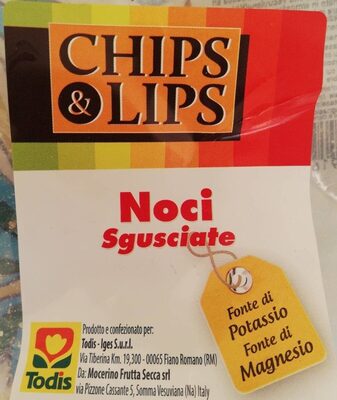 CHIPS
& LIPS
Noci
Sgusciate
Fonte di
Potassio
Fonte di
Magnesio
Prodotto e confezionato per:
Todis - Iges S.u.r.l.
Via Tiberina Km. 19,300 - 00065 Fiano Romano (RM)
Da: Mocerino Frutta Secca srl
via Pizzone Cassante 5, Somma Vesuviana (Na) Italy
Todis